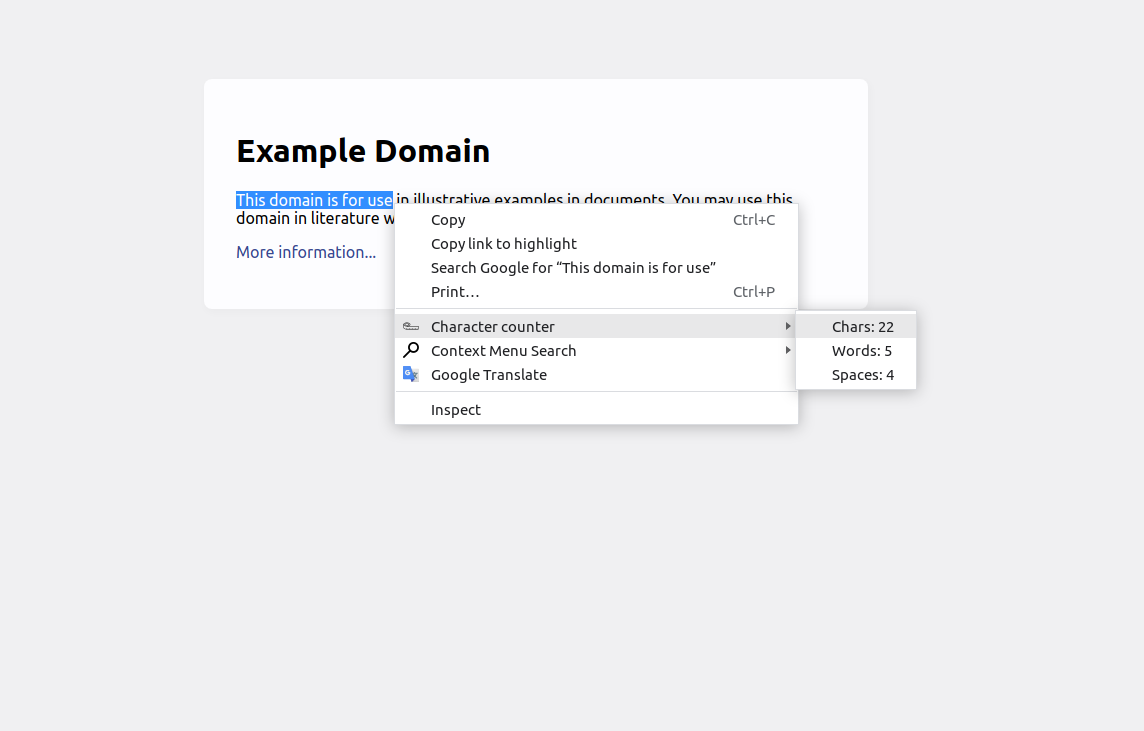 Example Domain
This domain is for use in illustrative examples in documents. You may use this
domain in literature
More information...
Copy Ctrl+C
Copy link to highlight
Search Google for “This domain is for use”
Print… Ctrl+P
Character counter
Chars: 22
Context Menu Search
Words: 5
Google Translate
Spaces: 4
Inspect